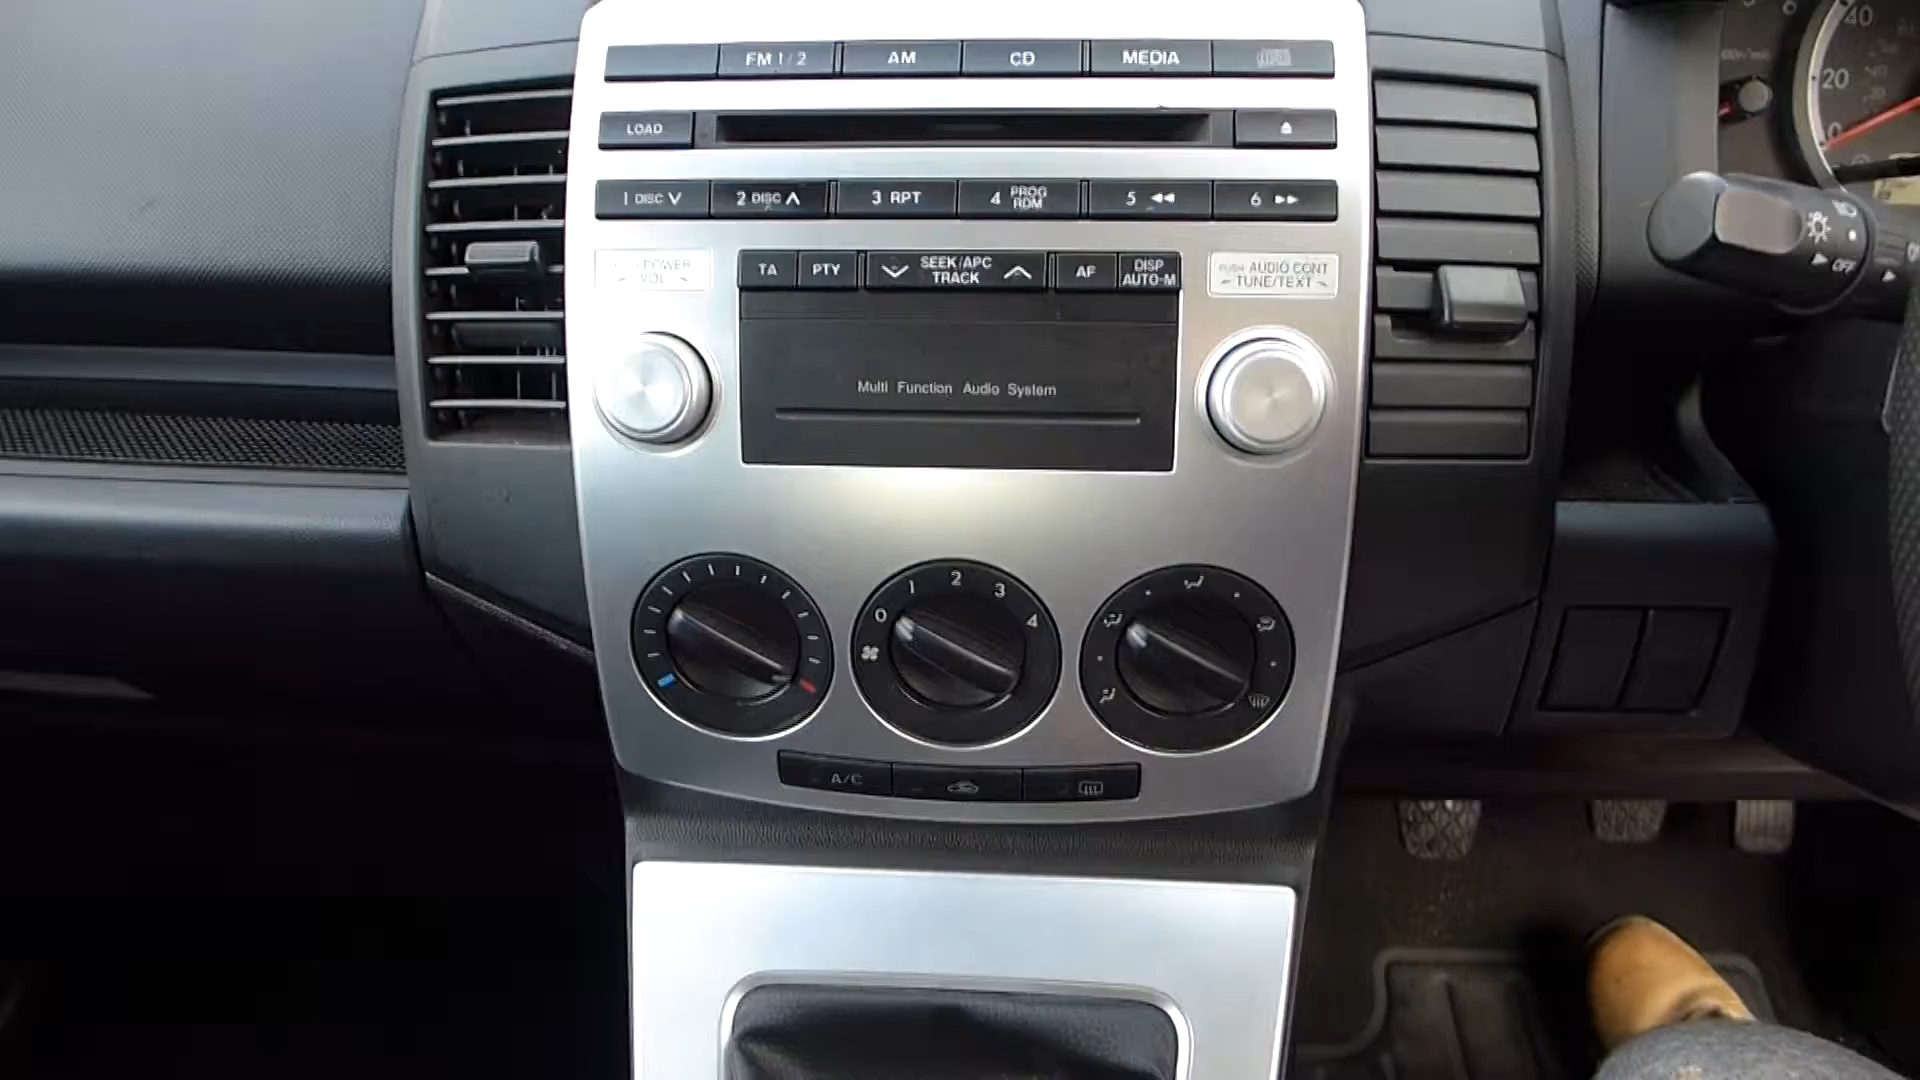 FM 1/2 AM CD MEDIA
LOAD
1 DISC ∨ 2 DISC ∧ 3 RPT 4 PROG RDM 5 ◀◀ 6 ▶▶
POWER
VOL
TA PTY SEEK/APC TRACK AF DISP AUTO-M
PUSH AUDIO CONT
TUNE/TEXT
Multi Function Audio System
0 1 2 3 4
A/C
40
20
0
OFF